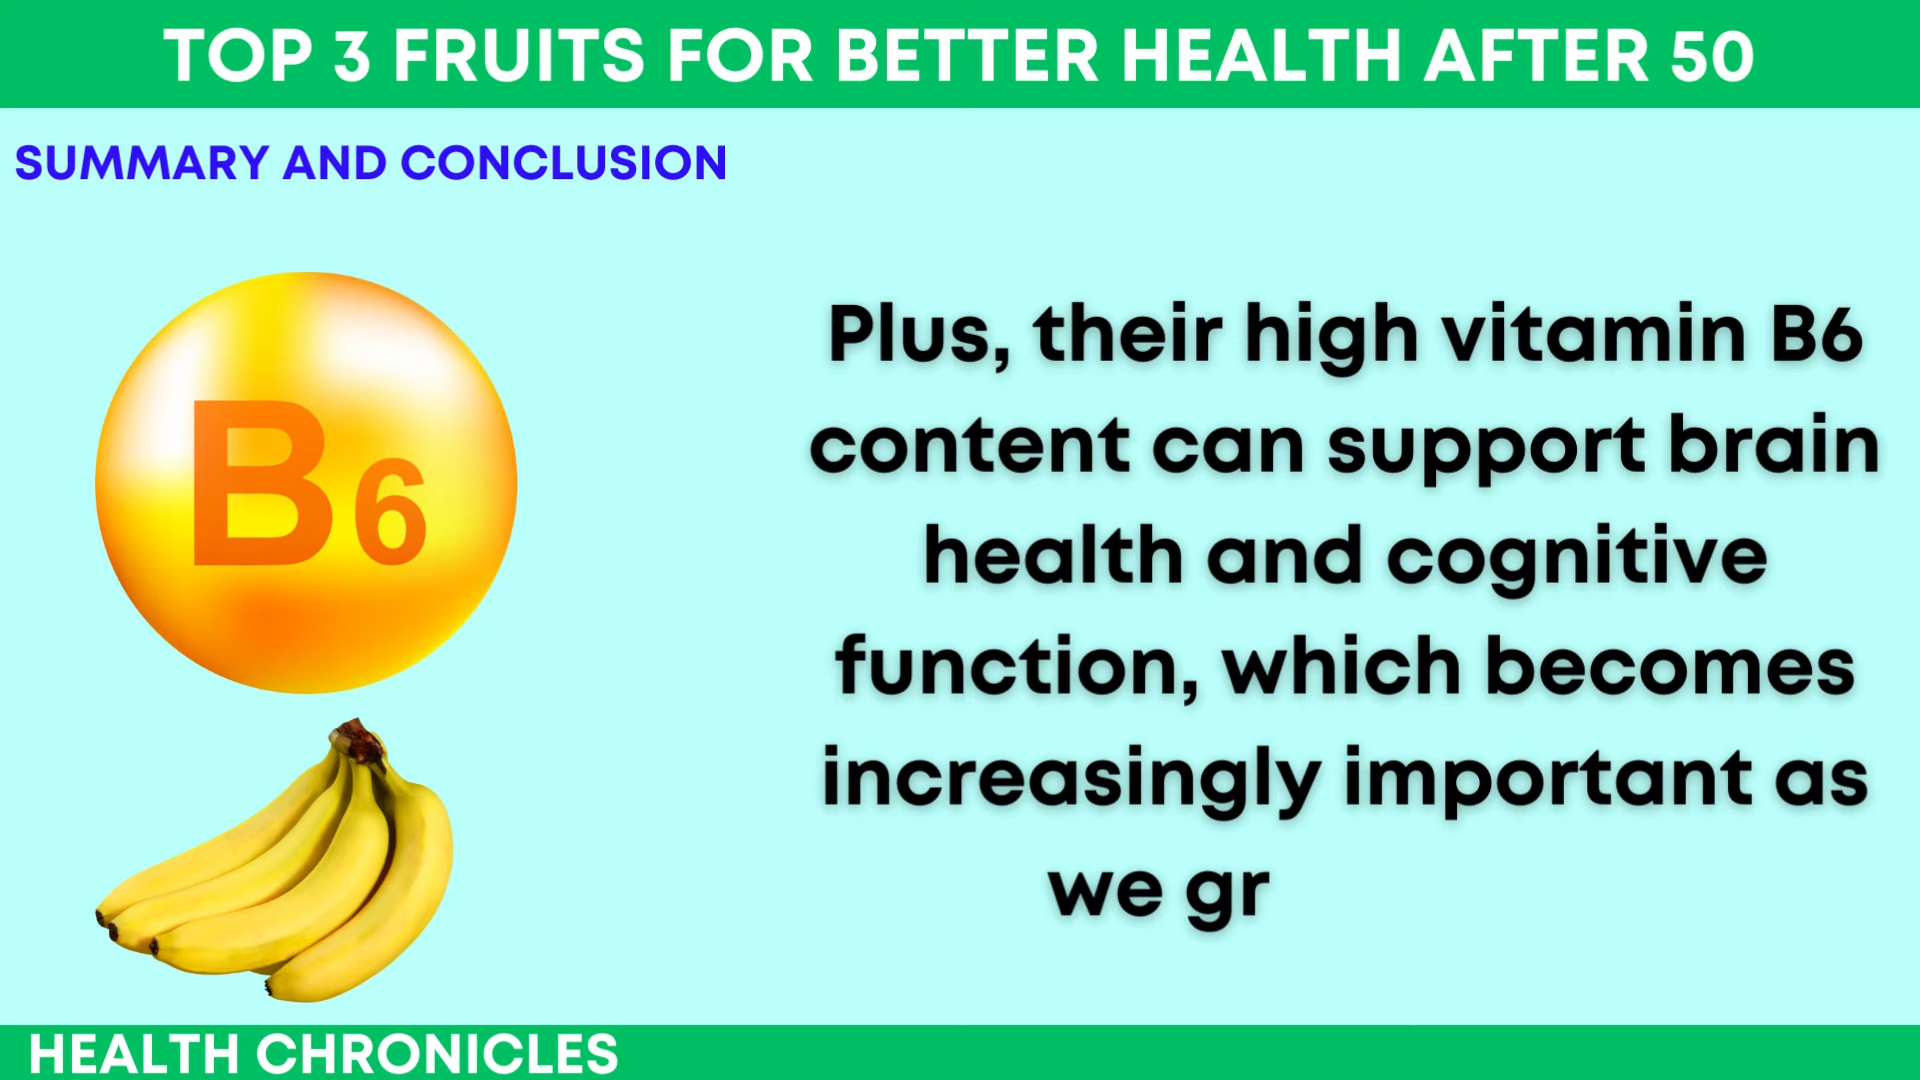 TOP 3 FRUITS FOR BETTER HEALTH AFTER 50
SUMMARY AND CONCLUSION
B6
Plus, their high vitamin B6
content can support brain
health and cognitive
function, which becomes
increasingly important as
we gr
HEALTH CHRONICLES